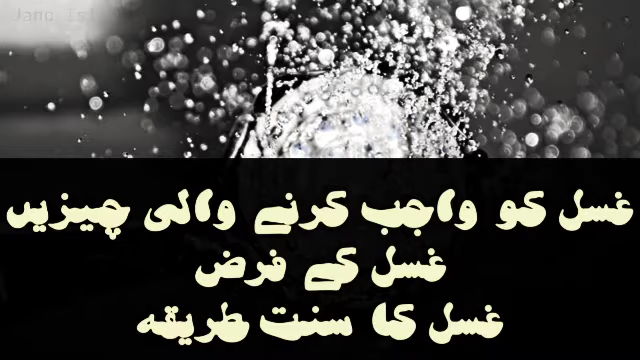 غسل کو واجب کرنے والی چیزیں
غسل کے فرض
غسل کا سنت طریقہ